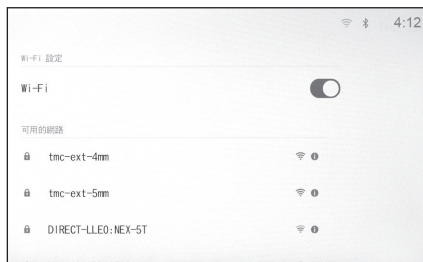 4:12
Wi-Fi 設定
Wi-Fi
可用的網路
tmc-ext-4mm
tmc-ext-5mm
DIRECT-LLE0:NEX-5T